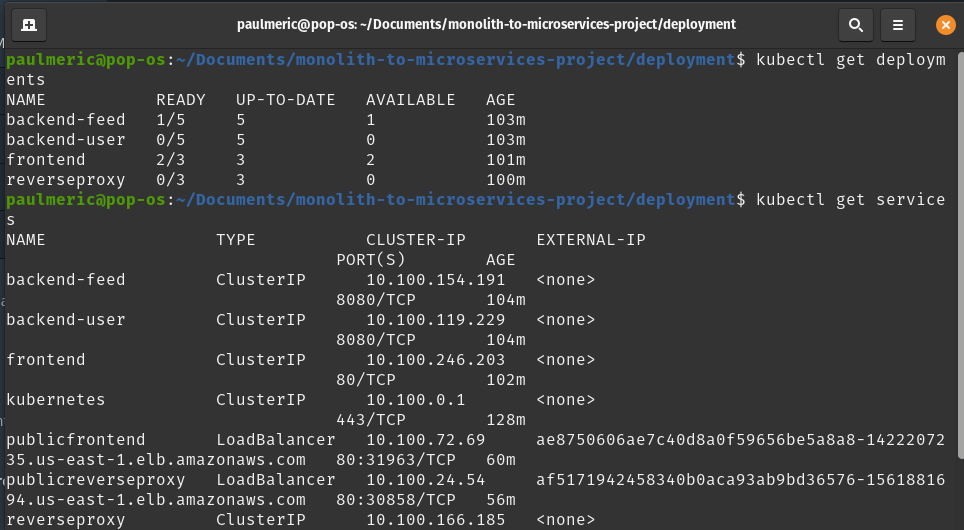 paulmeric@pop-os: ~/Documents/monolith-to-microservices-project/deployment
paulmeric@pop-os:~/Documents/monolith-to-microservices-project/deployment$ kubectl get deploym
ents
NAME READY UP-TO-DATE AVAILABLE AGE
backend-feed 1/5 5 1 103m
backend-user 0/5 5 0 103m
frontend 2/3 3 2 101m
reverseproxy 0/3 3 0 100m
paulmeric@pop-os:~/Documents/monolith-to-microservices-project/deployment$ kubectl get service
s
NAME TYPE CLUSTER-IP EXTERNAL-IP
PORT(S) AGE
backend-feed ClusterIP 10.100.154.191 <none>
8080/TCP 104m
backend-user ClusterIP 10.100.119.229 <none>
8080/TCP 104m
frontend ClusterIP 10.100.246.203 <none>
80/TCP 102m
kubernetes ClusterIP 10.100.0.1 <none>
443/TCP 128m
publicfrontend LoadBalancer 10.100.72.69 ae8750606ae7c40d8a0f59656be5a8a8-14222072
35.us-east-1.elb.amazonaws.com 80:31963/TCP 60m
publicreverseproxy LoadBalancer 10.100.24.54 af5171942458340b0aca93ab9bd36576-15618816
94.us-east-1.elb.amazonaws.com 80:30858/TCP 56m
reverseproxy ClusterIP 10.100.166.185 <none>